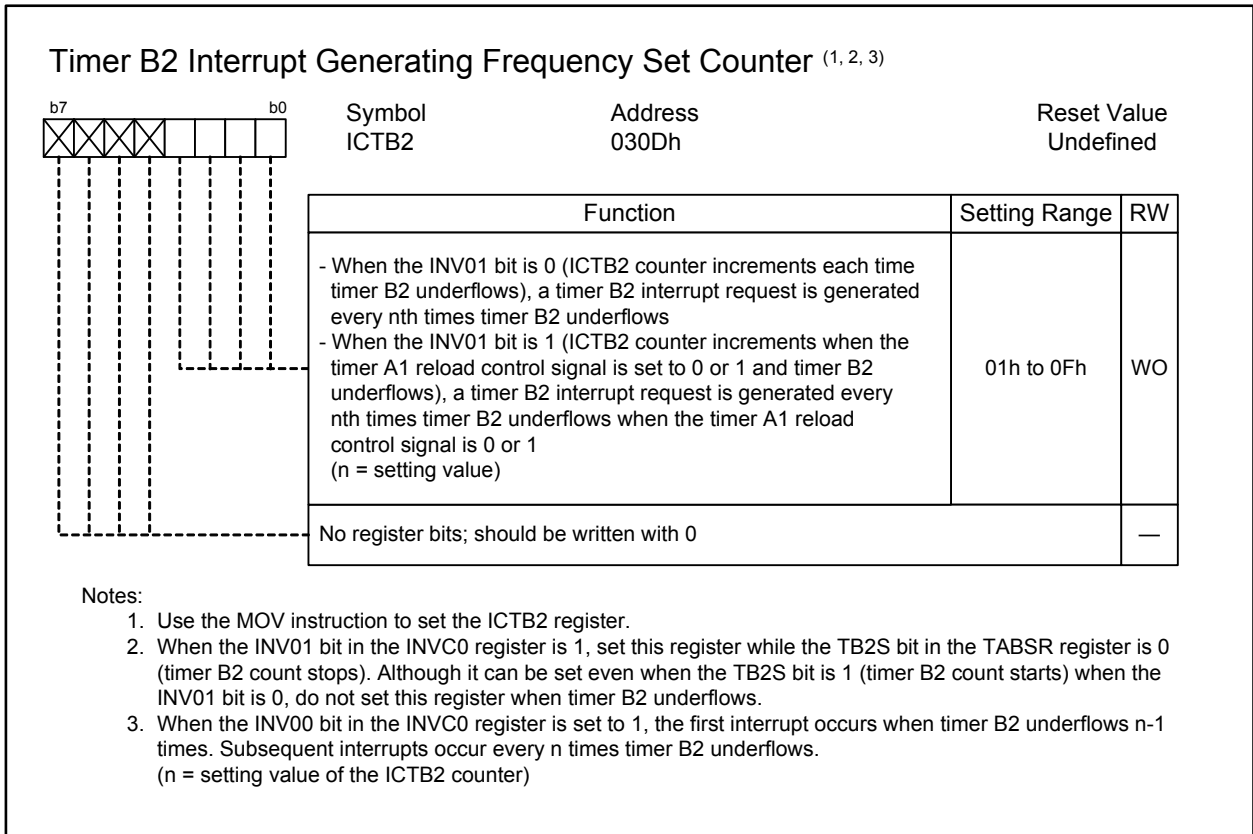 Timer B2 Interrupt Generating Frequency Set Counter (1, 2, 3)
b7 b0
Symbol Address Reset Value
ICTB2 030Dh Undefined
Function Setting Range RW
- When the INV01 bit is 0 (ICTB2 counter increments each time
timer B2 underflows), a timer B2 interrupt request is generated
every nth times timer B2 underflows
- When the INV01 bit is 1 (ICTB2 counter increments when the
timer A1 reload control signal is set to 0 or 1 and timer B2
underflows), a timer B2 interrupt request is generated every
nth times timer B2 underflows when the timer A1 reload
control signal is 0 or 1
(n = setting value)
01h to 0Fh WO
No register bits; should be written with 0 —
Notes:
1. Use the MOV instruction to set the ICTB2 register.
2. When the INV01 bit in the INVC0 register is 1, set this register while the TB2S bit in the TABSR register is 0
(timer B2 count stops). Although it can be set even when the TB2S bit is 1 (timer B2 count starts) when the
INV01 bit is 0, do not set this register when timer B2 underflows.
3. When the INV00 bit in the INVC0 register is set to 1, the first interrupt occurs when timer B2 underflows n-1
times. Subsequent interrupts occur every n times timer B2 underflows.
(n = setting value of the ICTB2 counter)